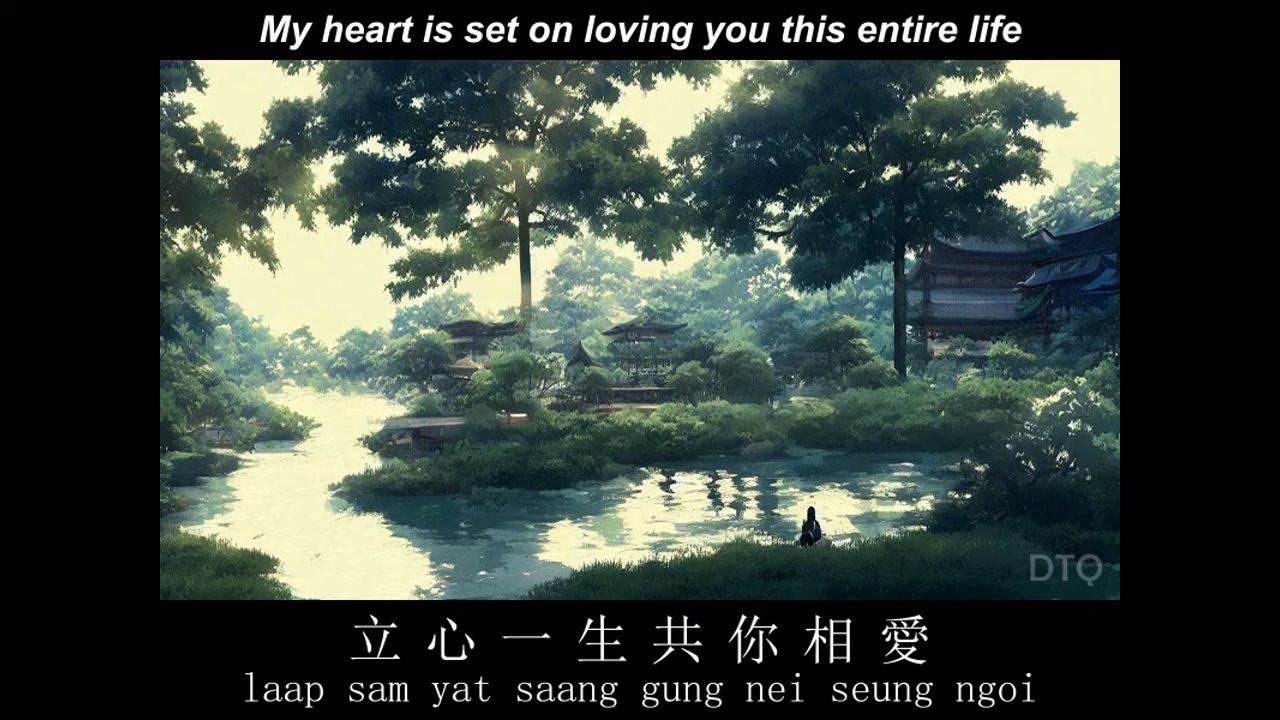 My heart is set on loving you this entire life
DTQ
立心一生共你相愛
laap sam yat saang gung nei seung ngoi